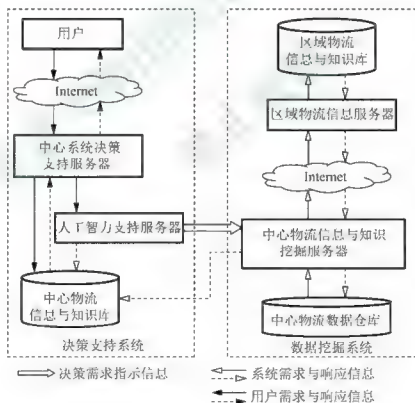 用户
Internet
中心系统决策
支持服务器
人工智力支持服务器
中心物流
信息与知识库
决策支持系统
区域物流
信息与知识库
区域物流信息服务器
Internet
中心物流信息与知识
挖掘服务器
中心物流数据仓库
数据挖掘系统
决策需求指示信息
系统需求与响应信息
用户需求与响应信息